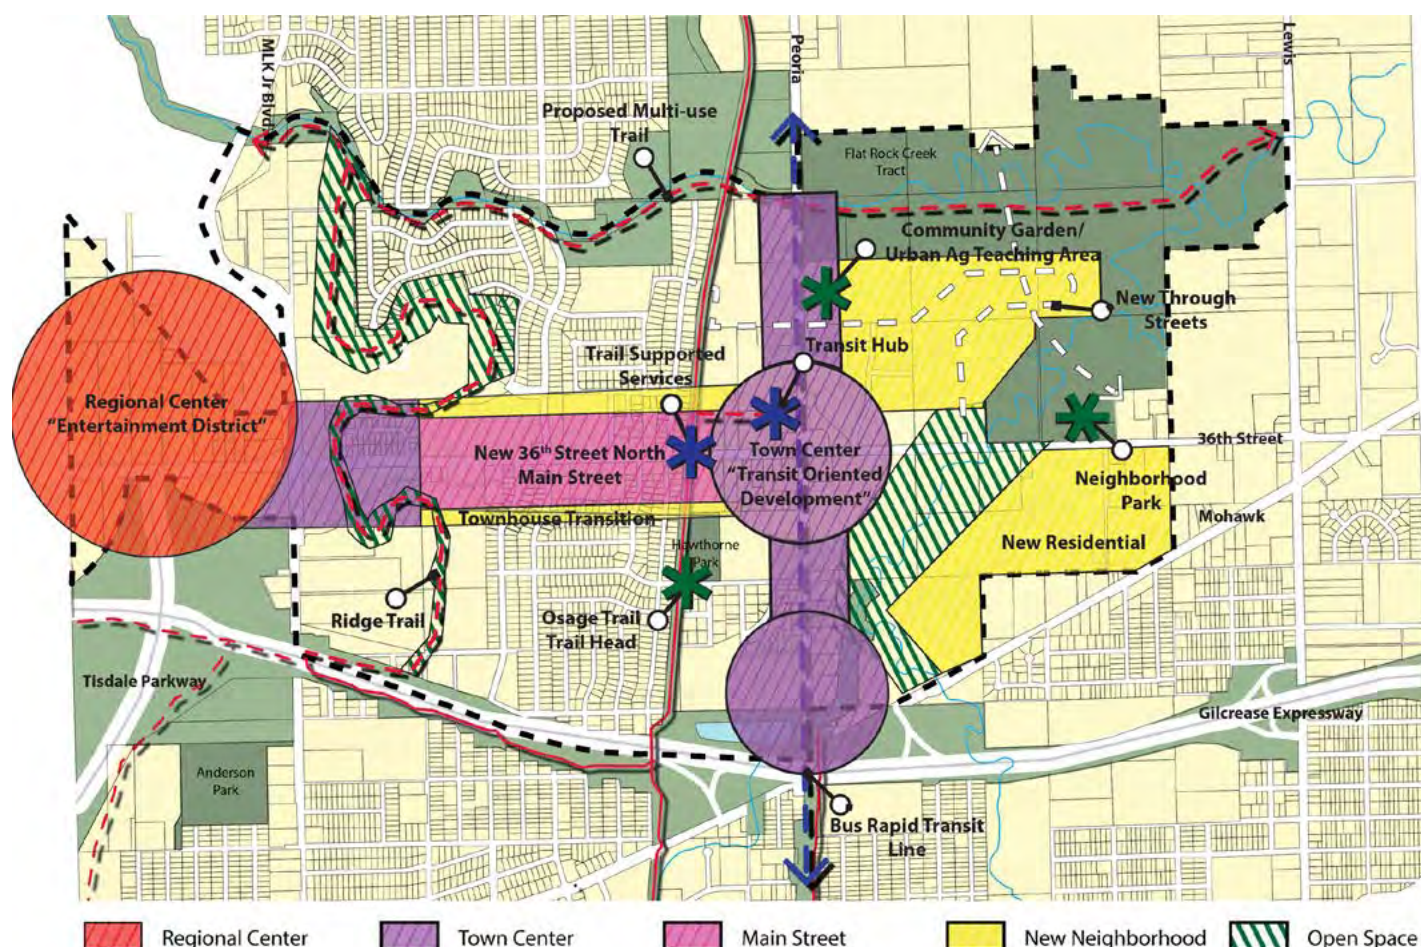 MLK Jr Blvd
Peoria
Lewis
Proposed Multi-use
Trail
Flat Rock Creek
Tract
Community Garden/
Urban Ag Teaching Area
New Through
Streets
Transit Hub
Trail Supported
Services
Regional Center
"Entertainment District"
New 36th Street North
Main Street
Town Center
"Transit Oriented
Development"
36th Street
Neighborhood
Park
Townhouse Transition
Mohawk
New Residential
Hawthorne
Park
Ridge Trail
Osage Trail
Trail Head
Tisdale Parkway
Gilcrease Expressway
Anderson
Park
Bus Rapid Transit
Line
Regional Center
Town Center
Main Street
New Neighborhood
Open Space